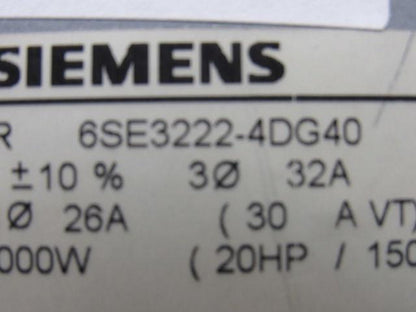 SIEMENS
R 6SE3222-4DG40
±10 % 3Ø 32A
Ø 26A ( 30 A VT)
000W ( 20HP / 150